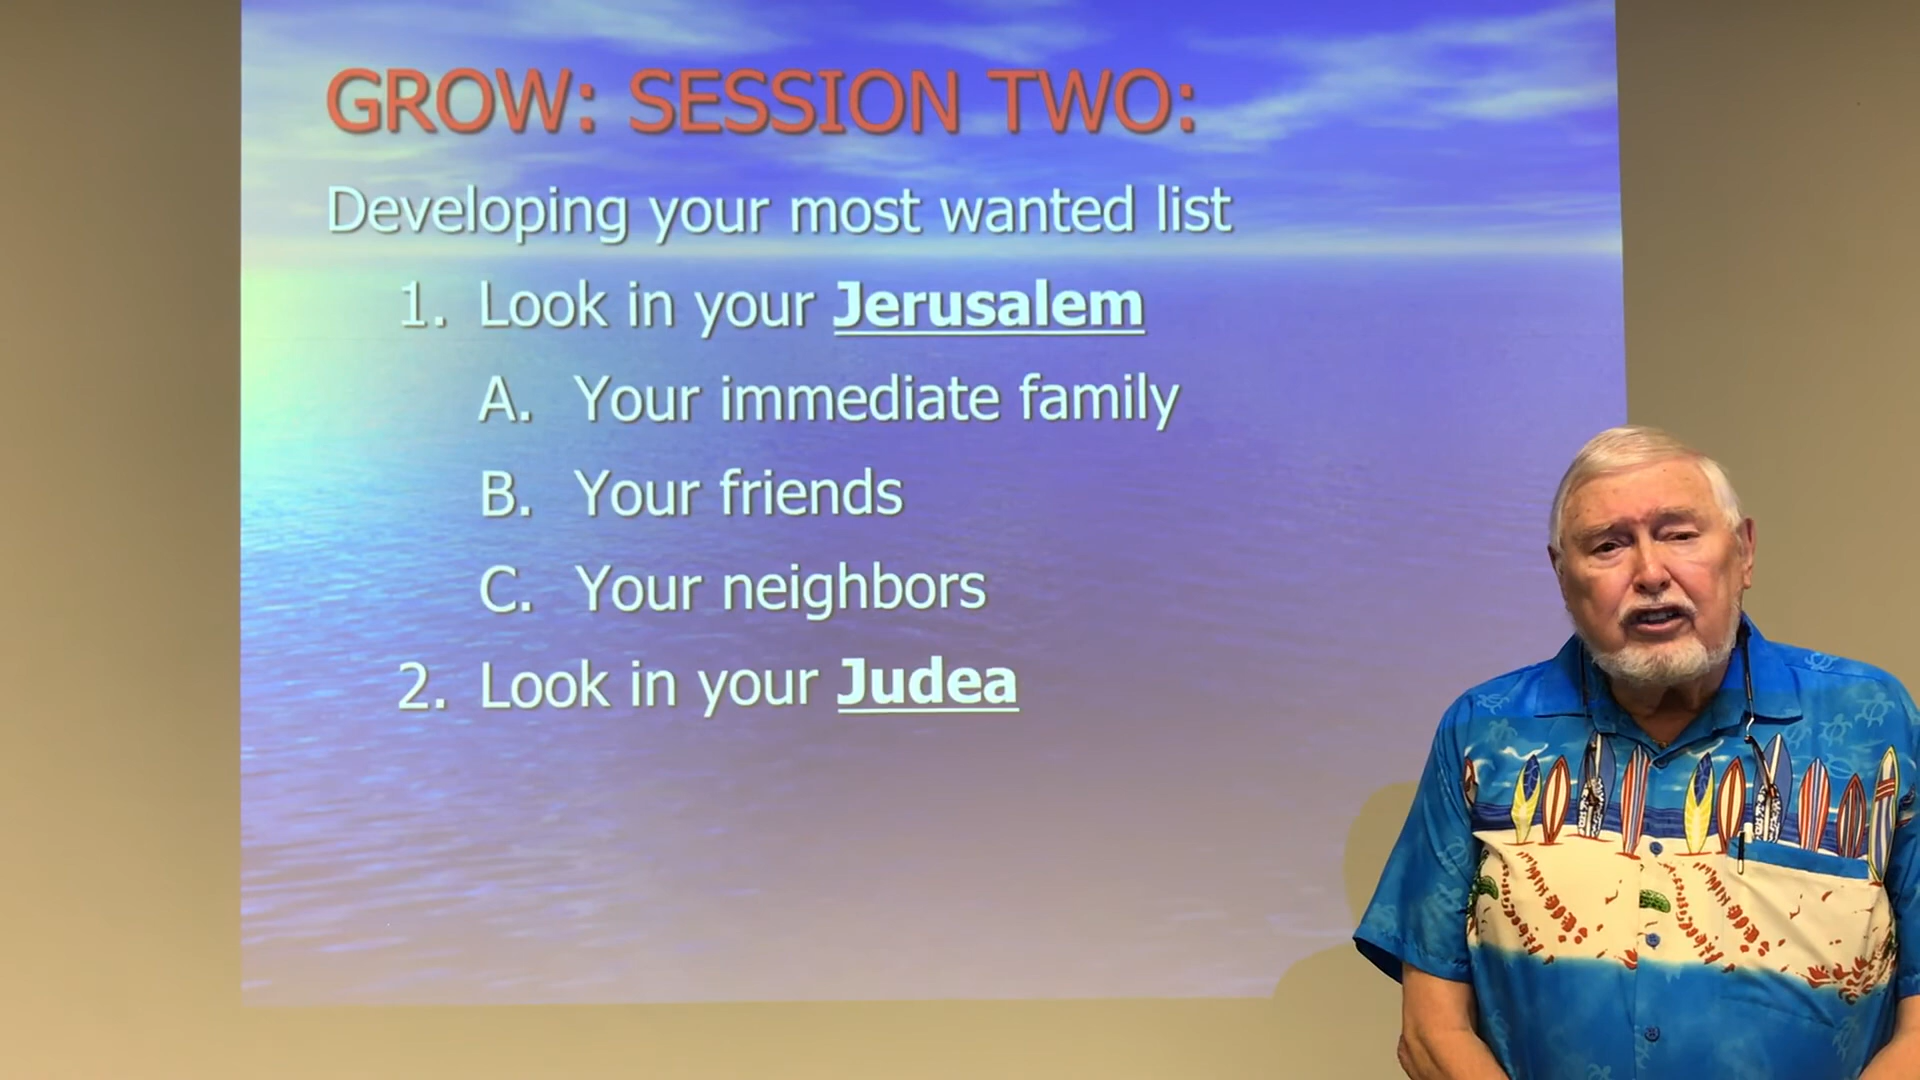 GROW: SESSION TWO:
Developing your most wanted list
1. Look in your Jerusalem
A. Your immediate family
B. Your friends
C. Your neighbors
2. Look in your Judea